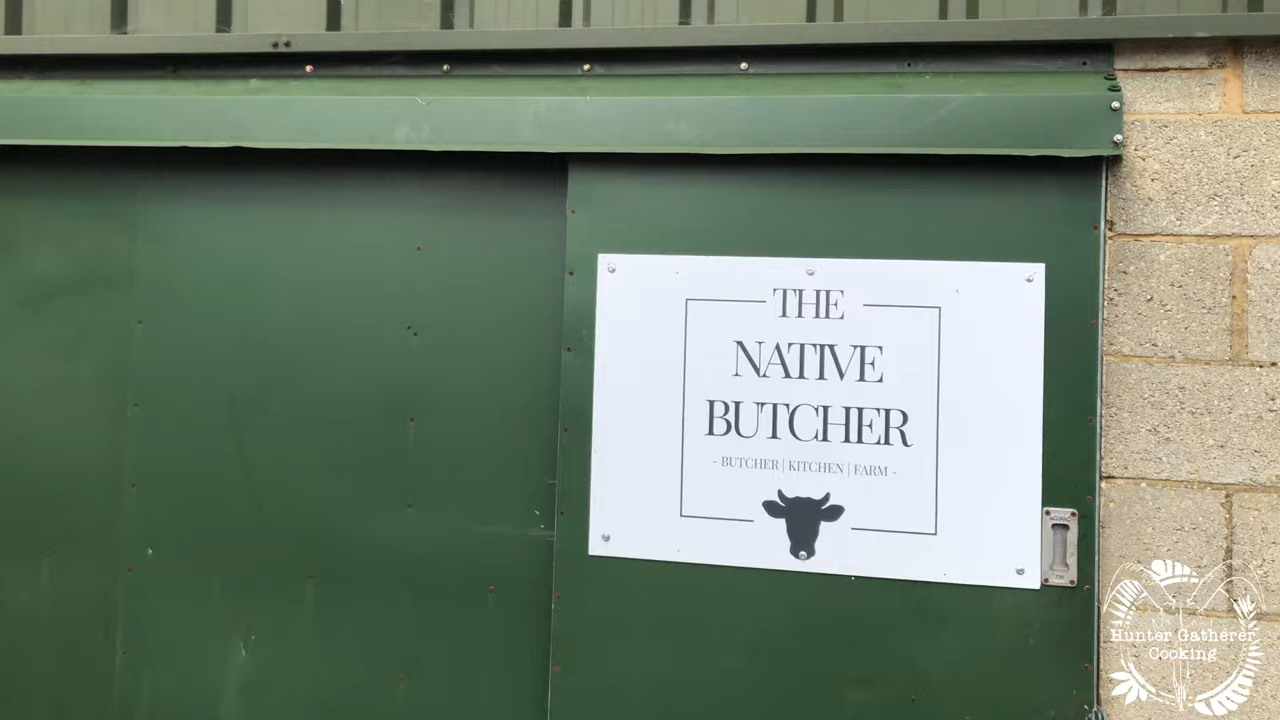 THE
NATIVE
BUTCHER
- BUTCHER | KITCHEN | FARM -
Hunter Gatherer
Cooking